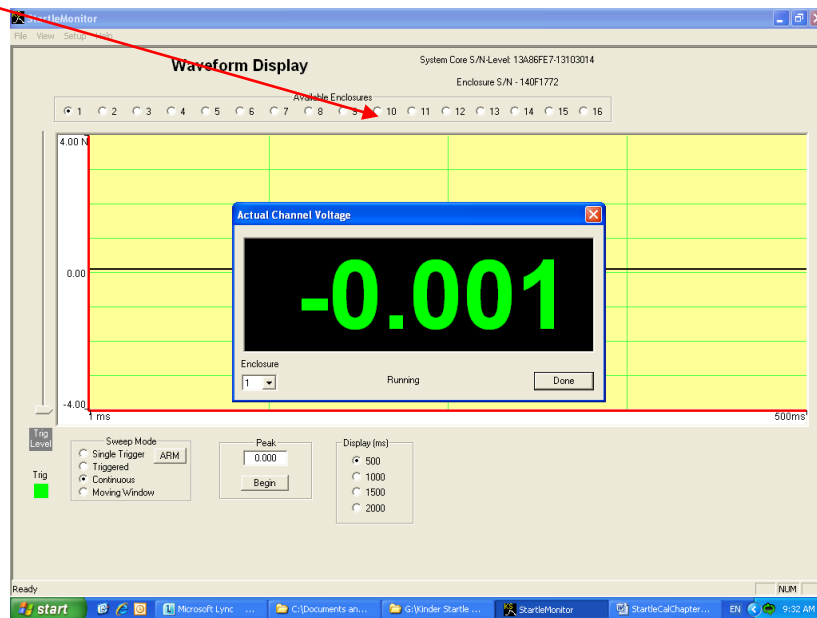 StartleMonitor
File View Setup Help
Waveform Display
System Core S/N-Level: 13A86FE7-13103014
Enclosure S/N - 140F1772
Available Enclosures
1 2 3 4 5 6 7 8 9 10 11 12 13 14 15 16
4.00 N
0.00
-4.00
1 ms
500ms
Actual Channel Voltage
-0.001
Enclosure
1
Running
Done
Trig Level
Trig
Sweep Mode
Single Trigger
ARM
Triggered
Continuous
Moving Window
Peak
0.000
Begin
Display (ms)
500
1000
1500
2000
Ready
NUM
start
Microsoft Lync ...
C:\Documents an...
G:\Kinder Startle ...
StartleMonitor
StartleCalChapter...
EN
9:32 AM